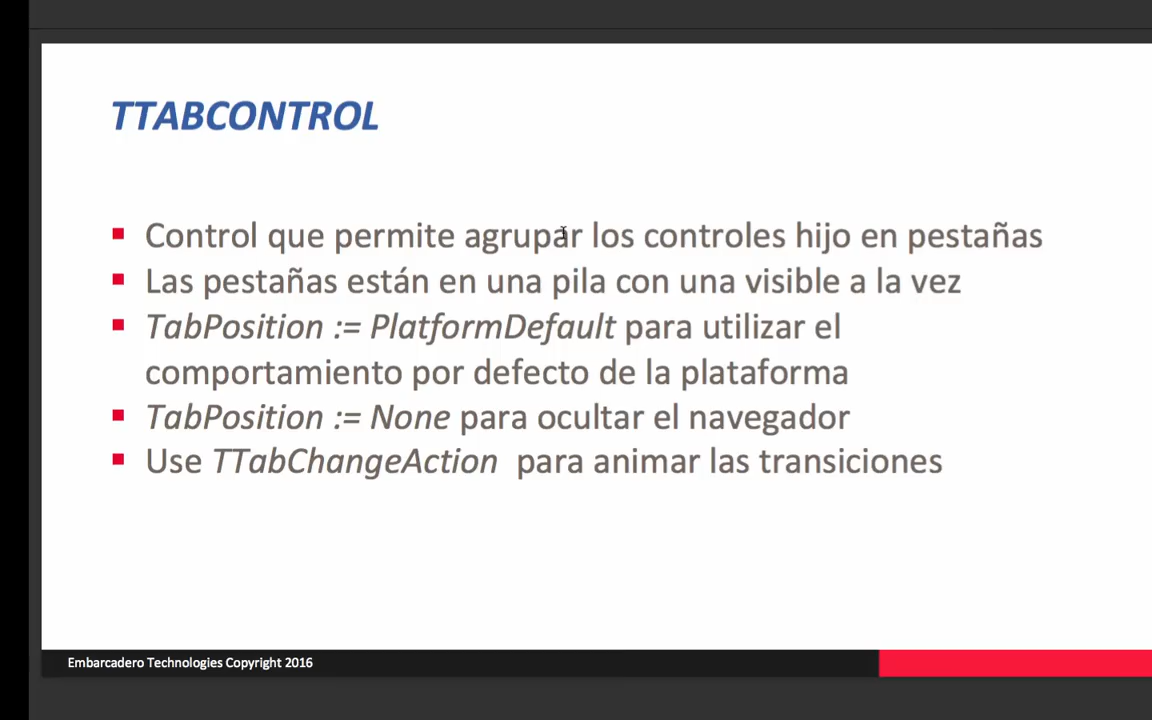 TTABCONTROL
Control que permite agrupar los controles hijo en pestañas
Las pestañas están en una pila con una visible a la vez
TabPosition := PlatformDefault para utilizar el
comportamiento por defecto de la plataforma
TabPosition := None para ocultar el navegador
Use TTabChangeAction para animar las transiciones
Embarcadero Technologies Copyright 2016